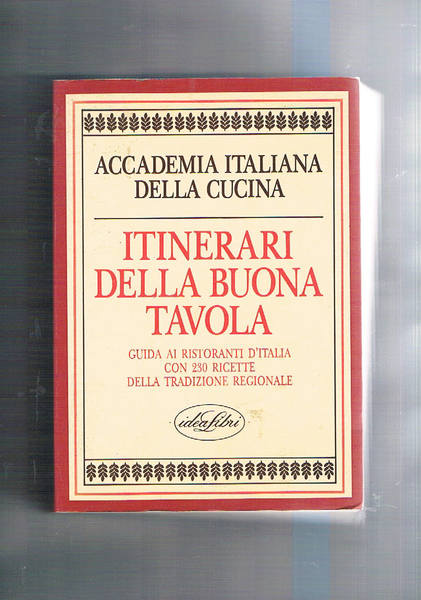 ACCADEMIA ITALIANA
DELLA CUCINA
ITINERARI
DELLA BUONA
TAVOLA
GUIDA AI RISTORANTI D'ITALIA
CON 230 RICETTE
DELLA TRADIZIONE REGIONALE
idealibri